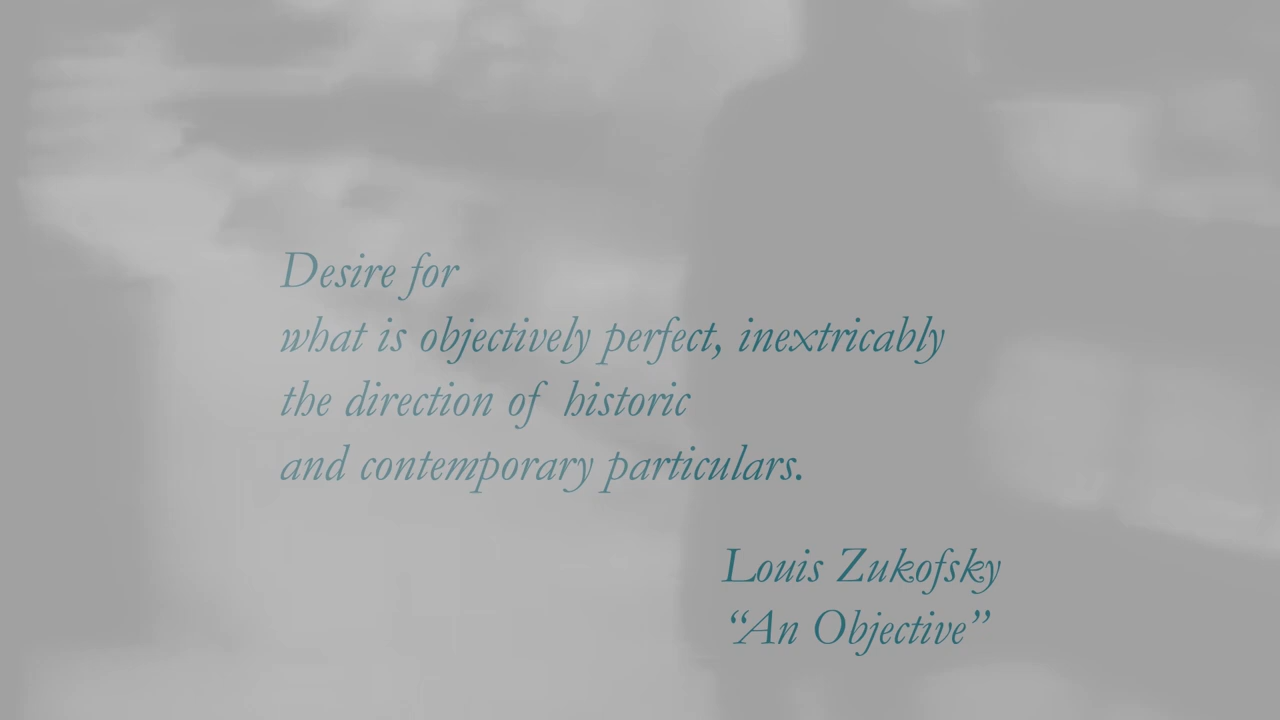 Desire for
what is objectively perfect, inextricably
the direction of historic
and contemporary particulars.
Louis Zukofsky
“An Objective”